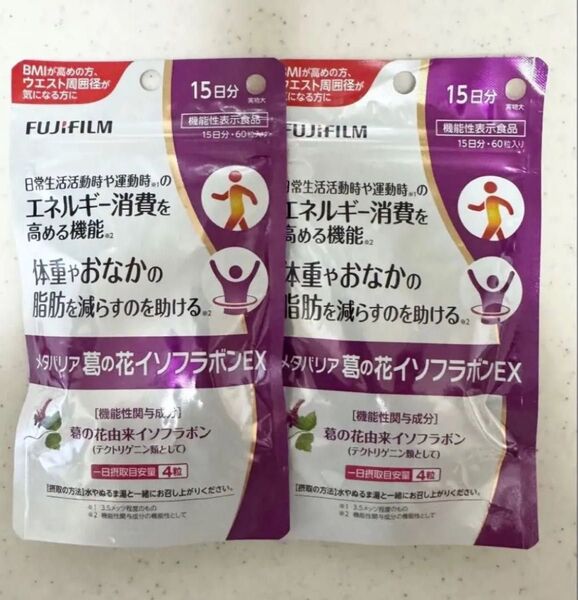 BMIが高めの方、
ウエスト周囲径が
気になる方に
15日分
実物大
FUJIFILM
機能性表示食品
15日分・60粒入り
日常生活活動時や運動時※1の
エネルギー消費を
高める機能※2
体重やおなかの
脂肪を減らすのを助ける※2
メタバリア 葛の花イソフラボンEX
[機能性関与成分]
葛の花由来イソフラボン
(テクトリゲニン類として)
一日摂取目安量 4粒
[摂取の方法]水やぬるま湯と一緒にお召し上がりください。
※1 3.5メッツ程度のもの
※2 機能性関与成分の機能性として
BMIが高めの方、
ウエスト周囲径が
気になる方に
15日分
実物大
FUJIFILM
機能性表示食品
15日分・60粒入り
日常生活活動時や運動時※1の
エネルギー消費を
高める機能※2
体重やおなかの
脂肪を減らすのを助ける※2
メタバリア 葛の花イソフラボンEX
[機能性関与成分]
葛の花由来イソフラボン
(テクトリゲニン類として)
一日摂取目安量 4粒
[摂取の方法]水やぬるま湯と一緒にお召し上がりください。
※1 3.5メッツ程度のもの
※2 機能性関与成分の機能性として